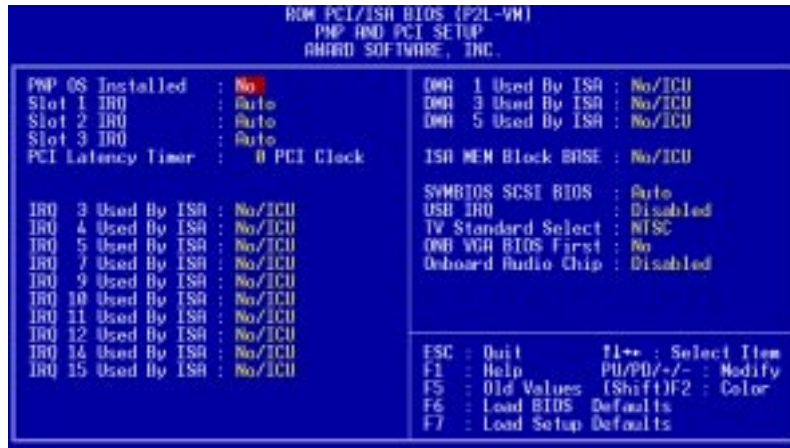 ROM PCI/ISA BIOS (P2L-VM)
PNP AND PCI SETUP
AWARD SOFTWARE, INC.
PNP OS Installed : No
Slot 1 IRQ : Auto
Slot 2 IRQ : Auto
Slot 3 IRQ : Auto
PCI Latency Timer : 0 PCI Clock
IRQ 3 Used By ISA : No/ICU
IRQ 4 Used By ISA : No/ICU
IRQ 5 Used By ISA : No/ICU
IRQ 7 Used By ISA : No/ICU
IRQ 9 Used By ISA : No/ICU
IRQ 10 Used By ISA : No/ICU
IRQ 11 Used By ISA : No/ICU
IRQ 12 Used By ISA : No/ICU
IRQ 14 Used By ISA : No/ICU
IRQ 15 Used By ISA : No/ICU
DMA 1 Used By ISA : No/ICU
DMA 3 Used By ISA : No/ICU
DMA 5 Used By ISA : No/ICU
ISA MEM Block BASE : No/ICU
SYMBIOS SCSI BIOS : Auto
USB IRQ : Disabled
TV Standard Select : NTSC
ONB VGA BIOS First : No
Onboard Audio Chip : Disabled
ESC : Quit ↑↓→← : Select Item
F1 : Help PU/PD/+/- : Modify
F5 : Old Values (Shift)F2 : Color
F6 : Load BIOS Defaults
F7 : Load Setup Defaults